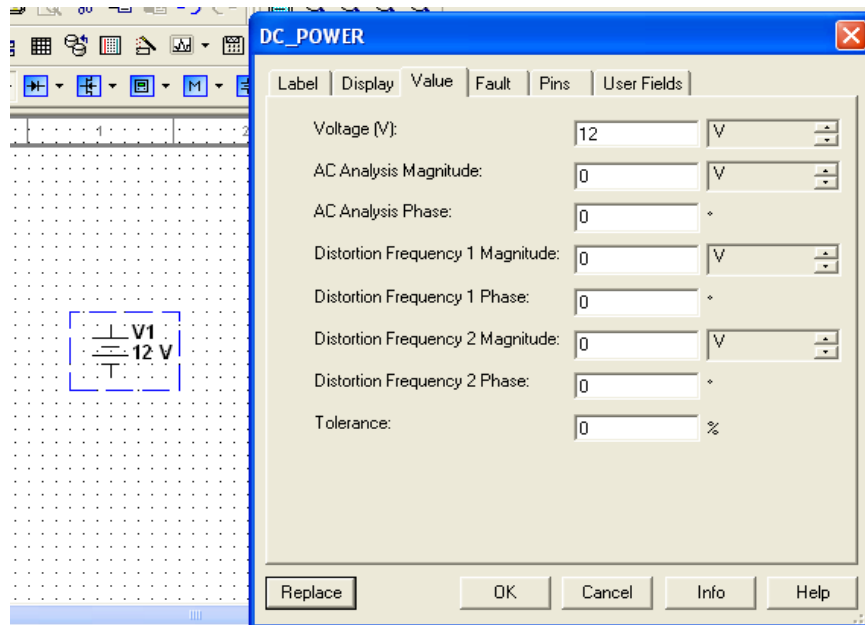 DC_POWER
Label Display Value Fault Pins User Fields
Voltage (V): 12 V
AC Analysis Magnitude: 0 V
AC Analysis Phase: 0 °
Distortion Frequency 1 Magnitude: 0 V
Distortion Frequency 1 Phase: 0 °
Distortion Frequency 2 Magnitude: 0 V
Distortion Frequency 2 Phase: 0 °
Tolerance: 0 %
Replace OK Cancel Info Help
M
1 2
V1
12 V